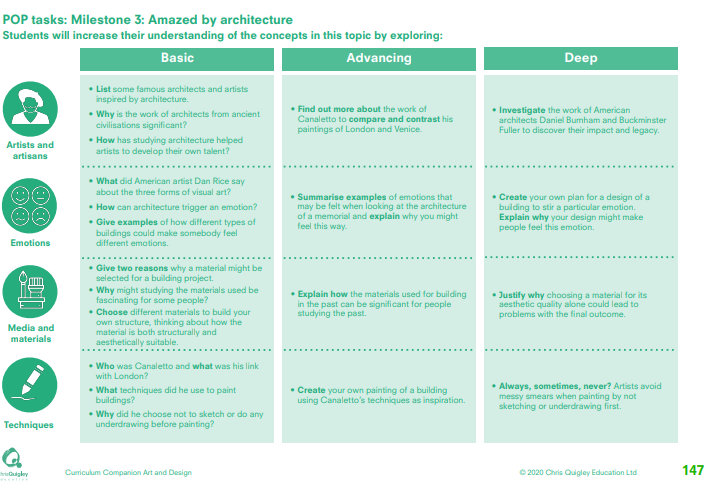 POP tasks: Milestone 3: Amazed by architecture
Students will increase their understanding of the concepts in this topic by exploring:
Basic
Advancing
Deep
Artists and
artisans
• List some famous architects and artists
inspired by architecture.
• Why is the work of architects from ancient
civilisations significant?
• How has studying architecture helped
artists to develop their own talent?
• Find out more about the work of
Canaletto to compare and contrast his
paintings of London and Venice.
• Investigate the work of American
architects Daniel Burnham and Buckminster
Fuller to discover their impact and legacy.
Emotions
• What did American artist Dan Rice say
about the three forms of visual art?
• How can architecture trigger an emotion?
• Give examples of how different types of
buildings could make somebody feel
different emotions.
• Summarise examples of emotions that
may be felt when looking at the architecture
of a memorial and explain why you might
feel this way.
• Create your own plan for a design of a
building to stir a particular emotion.
Explain why your design might make
people feel this emotion.
Media and
materials
• Give two reasons why a material might be
selected for a building project.
• Why might studying the materials used be
fascinating for some people?
• Choose different materials to build your
own structure, thinking about how the
material is both structurally and
aesthetically suitable.
• Explain how the materials used for building
in the past can be significant for people
studying the past.
• Justify why choosing a material for its
aesthetic quality alone could lead to
problems with the final outcome.
Techniques
• Who was Canaletto and what was his link
with London?
• What techniques did he use to paint
buildings?
• Why did he choose not to sketch or do any
underdrawing before painting?
• Create your own painting of a building
using Canaletto's techniques as inspiration.
• Always, sometimes, never? Artists avoid
messy smears when painting by not
sketching or underdrawing first.
hrisQuigley
Curriculum Companion Art and Design
© 2020 Chris Quigley Education Ltd
147